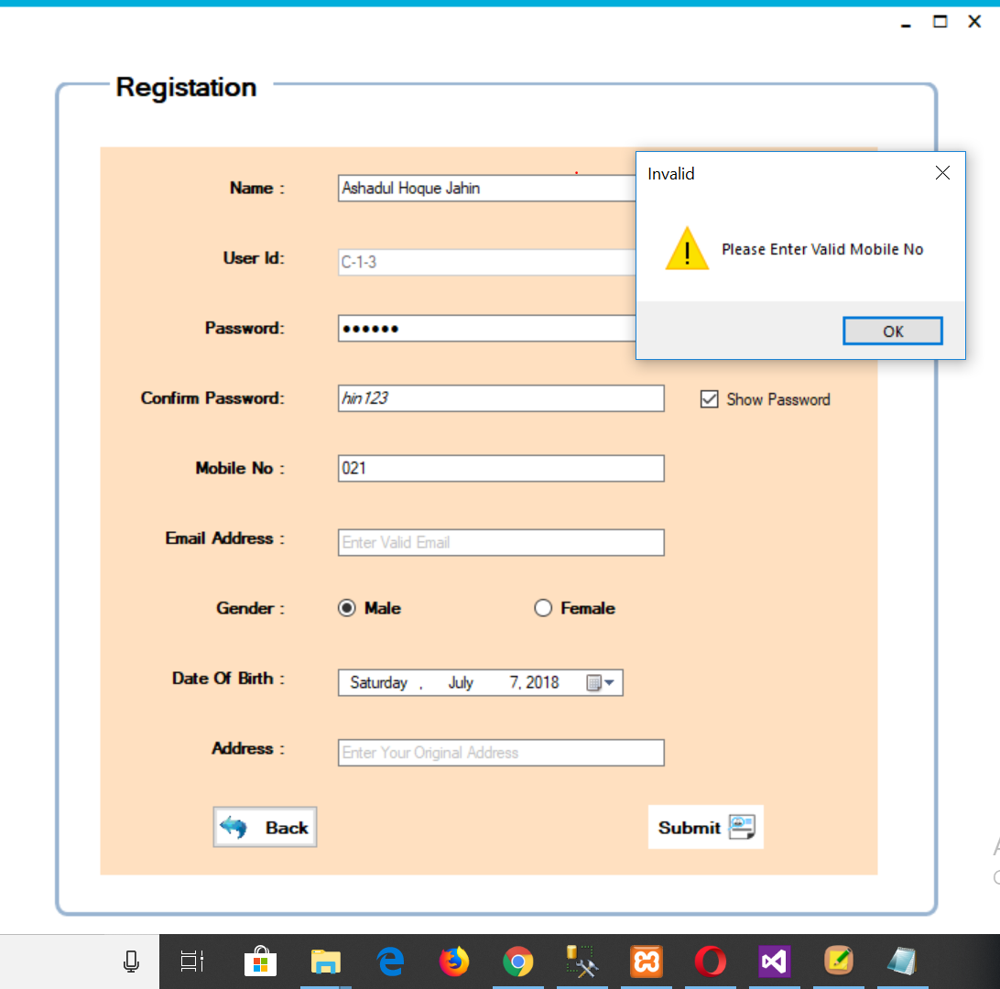 Registation
Invalid
Please Enter Valid Mobile No
OK
Name : Ashadul Hoque Jahin
User Id: C-1-3
Password: ●●●●●●
Confirm Password: hin123 Show Password
Mobile No : 021
Email Address : Enter Valid Email
Gender : Male Female
Date Of Birth : Saturday , July 7, 2018
Address : Enter Your Original Address
Back Submit